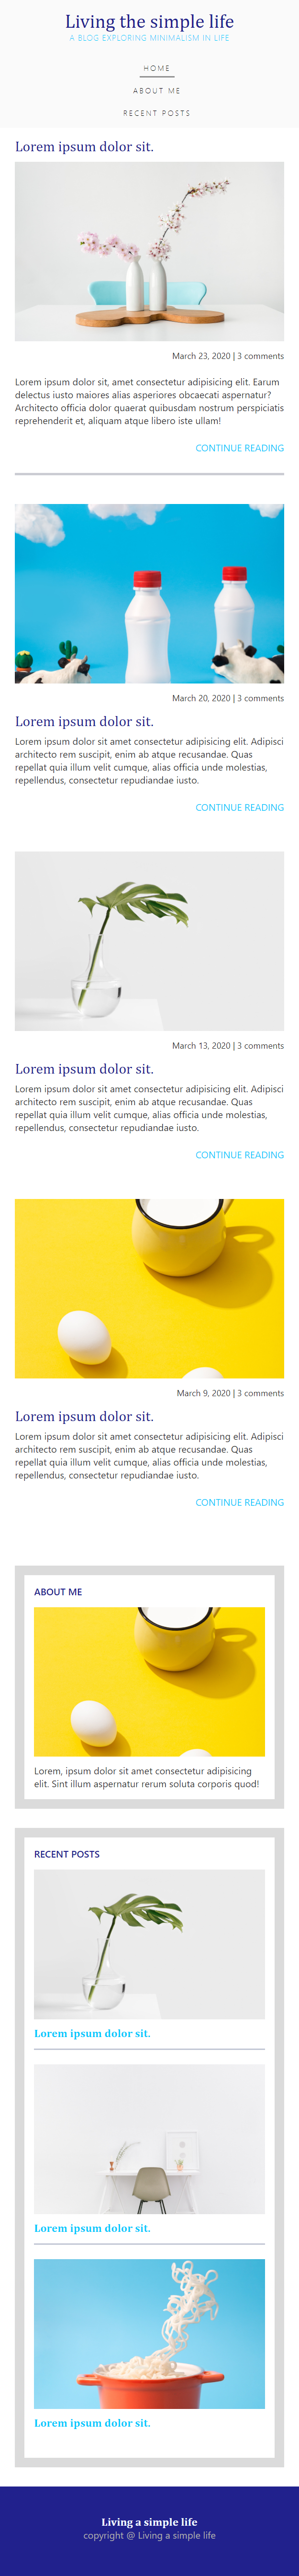 Living the simple life
A BLOG EXPLORING MINIMALISM IN LIFE
HOME
ABOUT ME
RECENT POSTS
Lorem ipsum dolor sit.
March 23, 2020 | 3 comments
Lorem ipsum dolor sit, amet consectetur adipisicing elit. Earum
delectus iusto maiores alias asperiores obcaecati aspernatur?
Architecto officia dolor quaerat quibusdam nostrum perspiciatis
reprehenderit et, aliquam atque libero iste ullam!
CONTINUE READING
March 20, 2020 | 3 comments
Lorem ipsum dolor sit.
Lorem ipsum dolor sit amet consectetur adipisicing elit. Adipisci
architecto rem suscipit, enim ab atque recusandae. Quas
repellat quia illum velit cumque, alias officia unde molestias,
repellendus, consectetur repudiandae iusto.
CONTINUE READING
March 13, 2020 | 3 comments
Lorem ipsum dolor sit.
Lorem ipsum dolor sit amet consectetur adipisicing elit. Adipisci
architecto rem suscipit, enim ab atque recusandae. Quas
repellat quia illum velit cumque, alias officia unde molestias,
repellendus, consectetur repudiandae iusto.
CONTINUE READING
March 9, 2020 | 3 comments
Lorem ipsum dolor sit.
Lorem ipsum dolor sit amet consectetur adipisicing elit. Adipisci
architecto rem suscipit, enim ab atque recusandae. Quas
repellat quia illum velit cumque, alias officia unde molestias,
repellendus, consectetur repudiandae iusto.
CONTINUE READING
ABOUT ME
Lorem, ipsum dolor sit amet consectetur adipisicing
elit. Sint illum aspernatur rerum soluta corporis quod!
RECENT POSTS
Lorem ipsum dolor sit.
Lorem ipsum dolor sit.
Lorem ipsum dolor sit.
Living a simple life
copyright @ Living a simple life